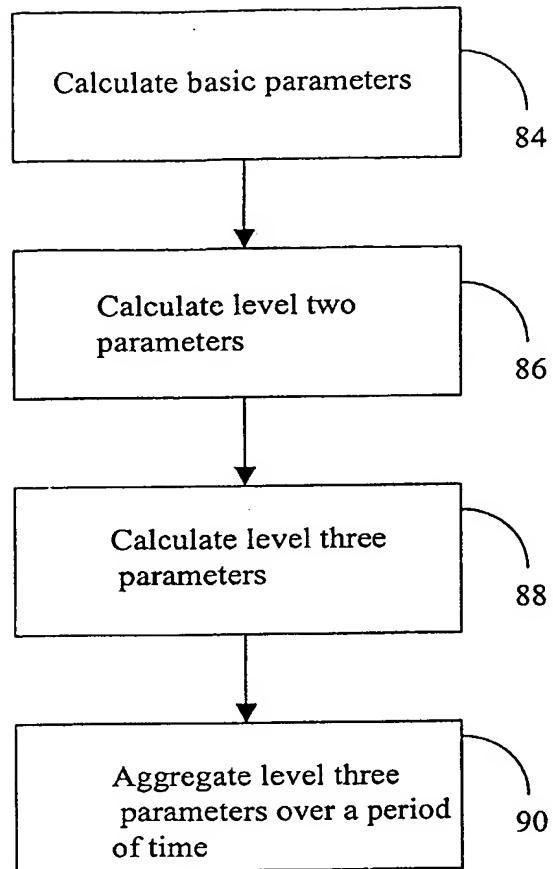 Calculate basic parameters
84
Calculate level two
parameters
86
Calculate level three
parameters
88
Aggregate level three
parameters over a period
of time
90